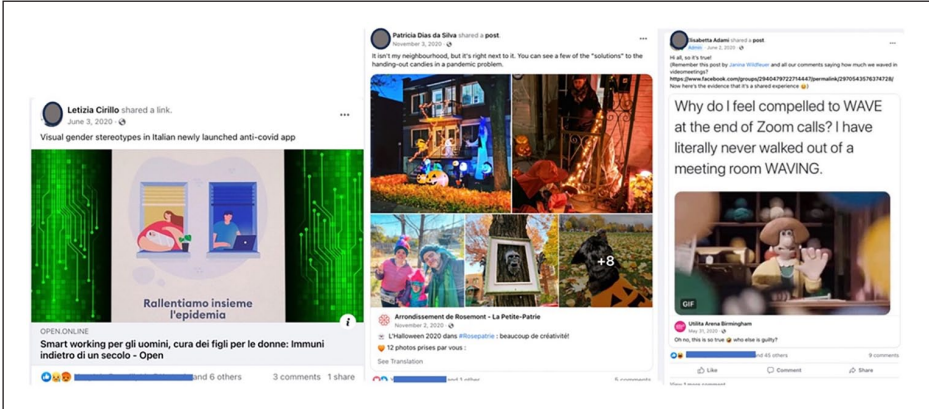 Letizia Cirillo shared a link.
June 3, 2020 ·
Visual gender stereotypes in Italian newly launched anti-covid app
Rallentiamo insieme
l'epidemia
OPEN.ONLINE
Smart working per gli uomini, cura dei figli per le donne: Immuni
indietro di un secolo - Open
and 6 others 3 comments 1 share
Patricia Dias da Silva shared a post.
November 3, 2020 ·
It isn't my neighbourhood, but it's right next to it. You can see a few of the "solutions" to the
handing-out candies in a pandemic problem.
+8
Arrondissement de Rosemont - La Petite-Patrie
November 2, 2020 ·
L'Halloween 2020 dans #Rosepatrie : beaucoup de créativité!
12 photos prises par vous :
See Translation
and 1 other 5 comments
Elisabetta Adami shared a post.
Admin · June 2, 2020 ·
Hi all, so it's true!
(Remember this post by Janina Wildfeuer and all our comments saying how much we waved in
videomeetings?
Now here's the evidence that it's a shared experience )
Why do I feel compelled to WAVE
at the end of Zoom calls? I have
literally never walked out of a
meeting room WAVING.
GIF
Utilita Arena Birmingham
May 31, 2020 ·
Oh no, this is so true who else is guilty?
and 45 others 9 comments
Like Comment Share
View 1 more comment